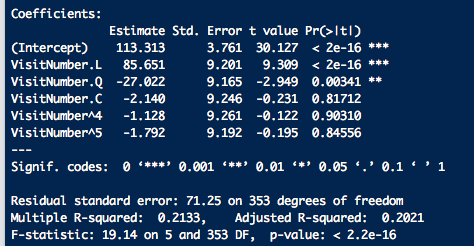 Coefficients:
Estimate Std. Error t value Pr(>|t|)
(Intercept) 113.313 3.761 30.127 < 2e-16 ***
VisitNumber.L 85.651 9.201 9.309 < 2e-16 ***
VisitNumber.Q -27.022 9.165 -2.949 0.00341 **
VisitNumber.C -2.140 9.246 -0.231 0.81712
VisitNumber^4 -1.128 9.261 -0.122 0.90310
VisitNumber^5 -1.792 9.192 -0.195 0.84556
---
Signif. codes: 0 ‘***’ 0.001 ‘**’ 0.01 ‘*’ 0.05 ‘.’ 0.1 ‘ ’ 1
Residual standard error: 71.25 on 353 degrees of freedom
Multiple R-squared: 0.2133, Adjusted R-squared: 0.2021
F-statistic: 19.14 on 5 and 353 DF, p-value: < 2.2e-16